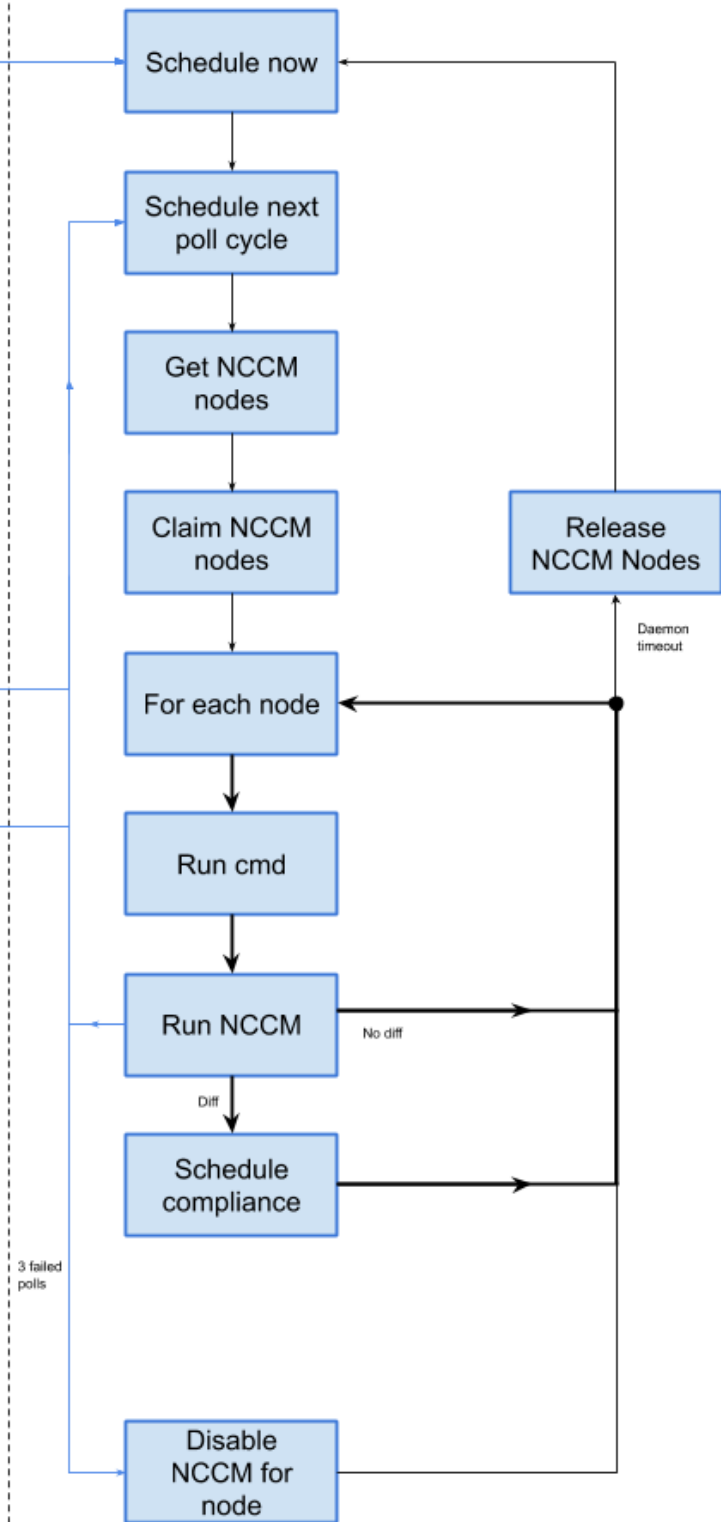 Schedule now
Schedule next
poll cycle
Get NCCM
nodes
Claim NCCM
nodes
Release
NCCM Nodes
Daemon
timeout
For each node
Run cmd
Run NCCM
No diff
Diff
Schedule
compliance
3 failed
polls
Disable
NCCM for
node